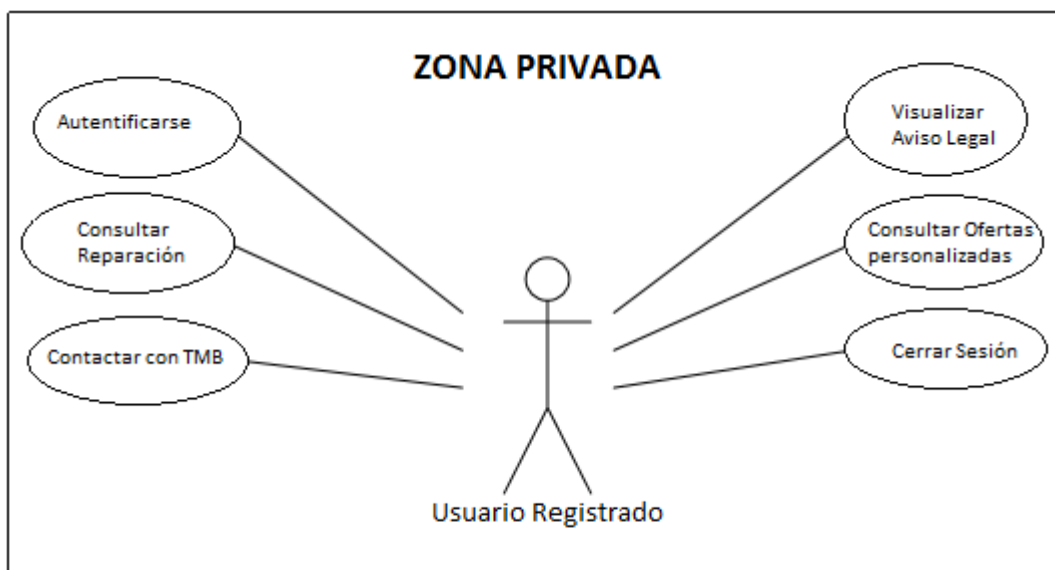 ZONA PRIVADA
Autentificarse
Consultar
Reparación
Contactar con TMB
Visualizar
Aviso Legal
Consultar Ofertas
personalizadas
Cerrar Sesión
Usuario Registrado